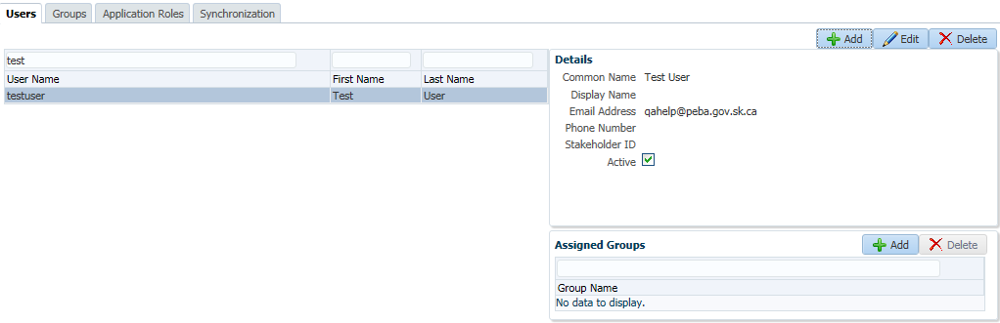 Users Groups Application Roles Synchronization
Add Edit Delete
test
User Name First Name Last Name
testuser Test User
Details
Common Name Test User
Display Name
Email Address qahelp@peba.gov.sk.ca
Phone Number
Stakeholder ID
Active
Assigned Groups Add Delete
Group Name
No data to display.